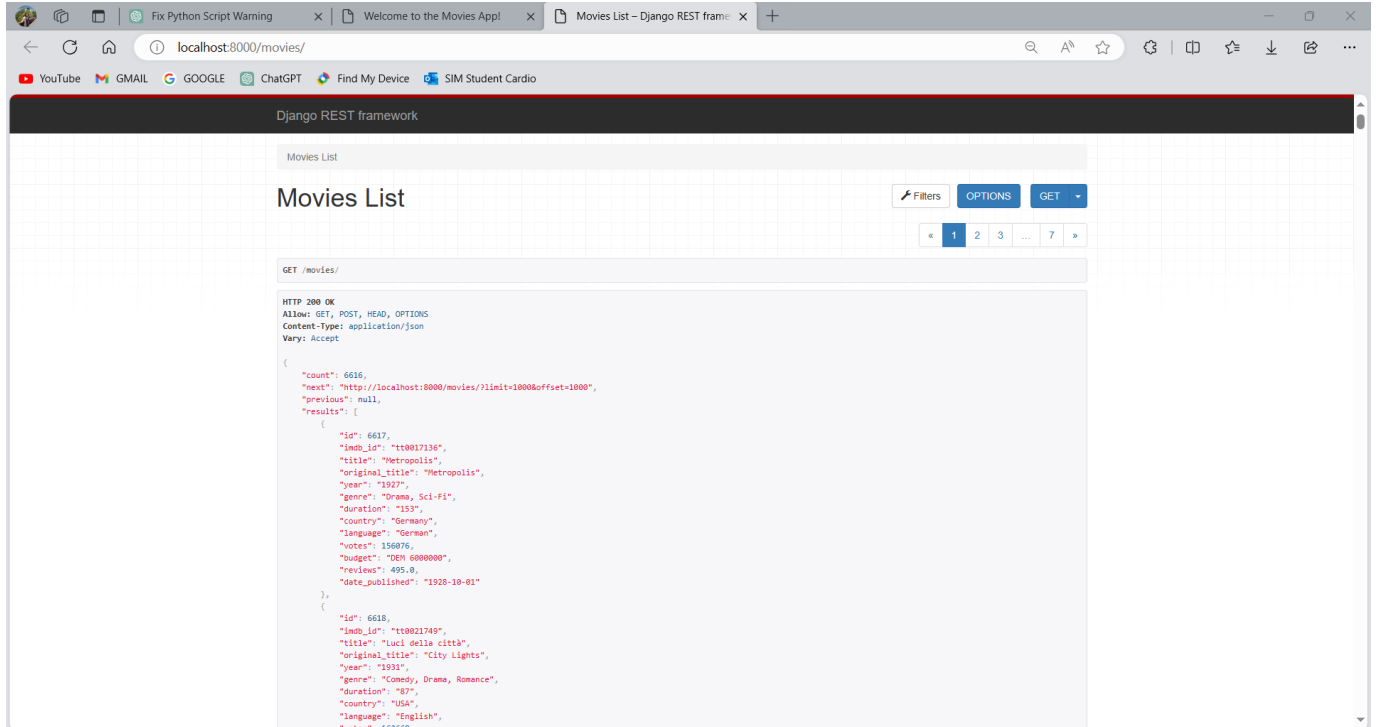 Fix Python Script Warning
Welcome to the Movies App!
Movies List – Django REST frame
localhost:8000/movies/
YouTube GMAIL GOOGLE ChatGPT Find My Device SIM Student Cardio
Django REST framework
Movies List
Movies List
Filters OPTIONS GET
« 1 2 3 ... 7 »
GET /movies/
HTTP 200 OK
Allow: GET, POST, HEAD, OPTIONS
Content-Type: application/json
Vary: Accept
{
"count": 6616,
"next": "http://localhost:8000/movies/?limit=1000&offset=1000",
"previous": null,
"results": [
{
"id": 6617,
"imdb_id": "tt0017136",
"title": "Metropolis",
"original_title": "Metropolis",
"year": "1927",
"genre": "Drama, Sci-Fi",
"duration": "153",
"country": "Germany",
"language": "German",
"votes": 156076,
"budget": "DEM 6000000",
"reviews": 495.0,
"date_published": "1928-10-01"
},
{
"id": 6618,
"imdb_id": "tt0021749",
"title": "Luci della città",
"original_title": "City Lights",
"year": "1931",
"genre": "Comedy, Drama, Romance",
"duration": "87",
"country": "USA",
"language": "English",